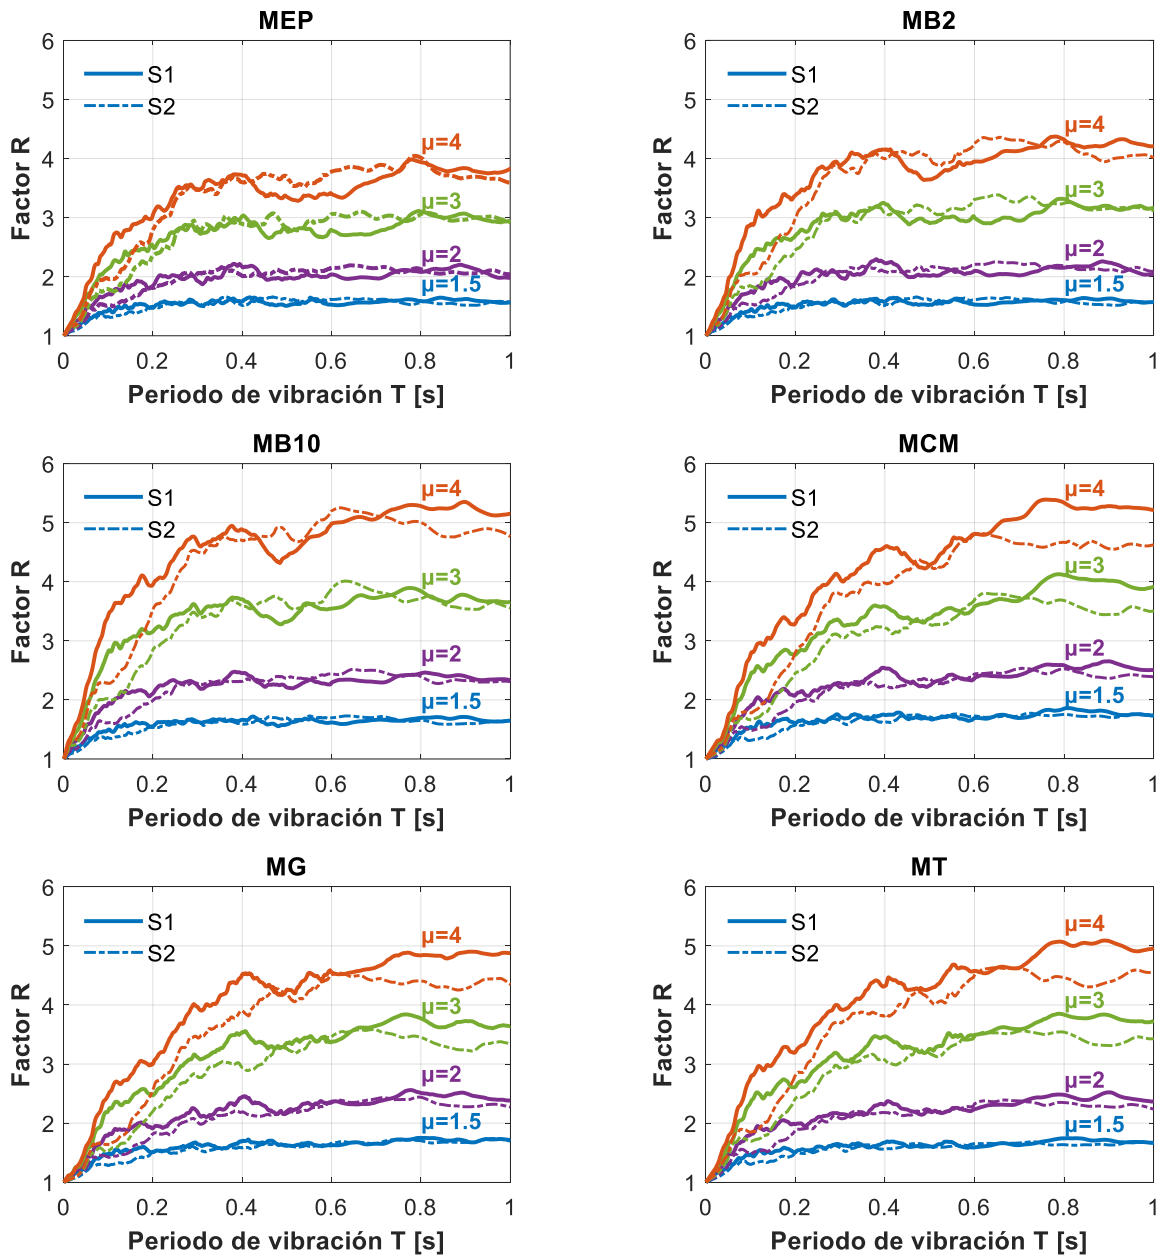 MEP
6
5
4
3
2
1
S1
S2
μ=4
μ=3
μ=2
μ=1.5
0 0.2 0.4 0.6 0.8 1
Factor R
Periodo de vibración T [s]
MB2
6
5
4
3
2
1
S1
S2
μ=4
μ=3
μ=2
μ=1.5
0 0.2 0.4 0.6 0.8 1
Factor R
Periodo de vibración T [s]
MB10
6
5
4
3
2
1
S1
S2
μ=4
μ=3
μ=2
μ=1.5
0 0.2 0.4 0.6 0.8 1
Factor R
Periodo de vibración T [s]
MCM
6
5
4
3
2
1
S1
S2
μ=4
μ=3
μ=2
μ=1.5
0 0.2 0.4 0.6 0.8 1
Factor R
Periodo de vibración T [s]
MG
6
5
4
3
2
1
S1
S2
μ=4
μ=3
μ=2
μ=1.5
0 0.2 0.4 0.6 0.8 1
Factor R
Periodo de vibración T [s]
MT
6
5
4
3
2
1
S1
S2
μ=4
μ=3
μ=2
μ=1.5
0 0.2 0.4 0.6 0.8 1
Factor R
Periodo de vibración T [s]